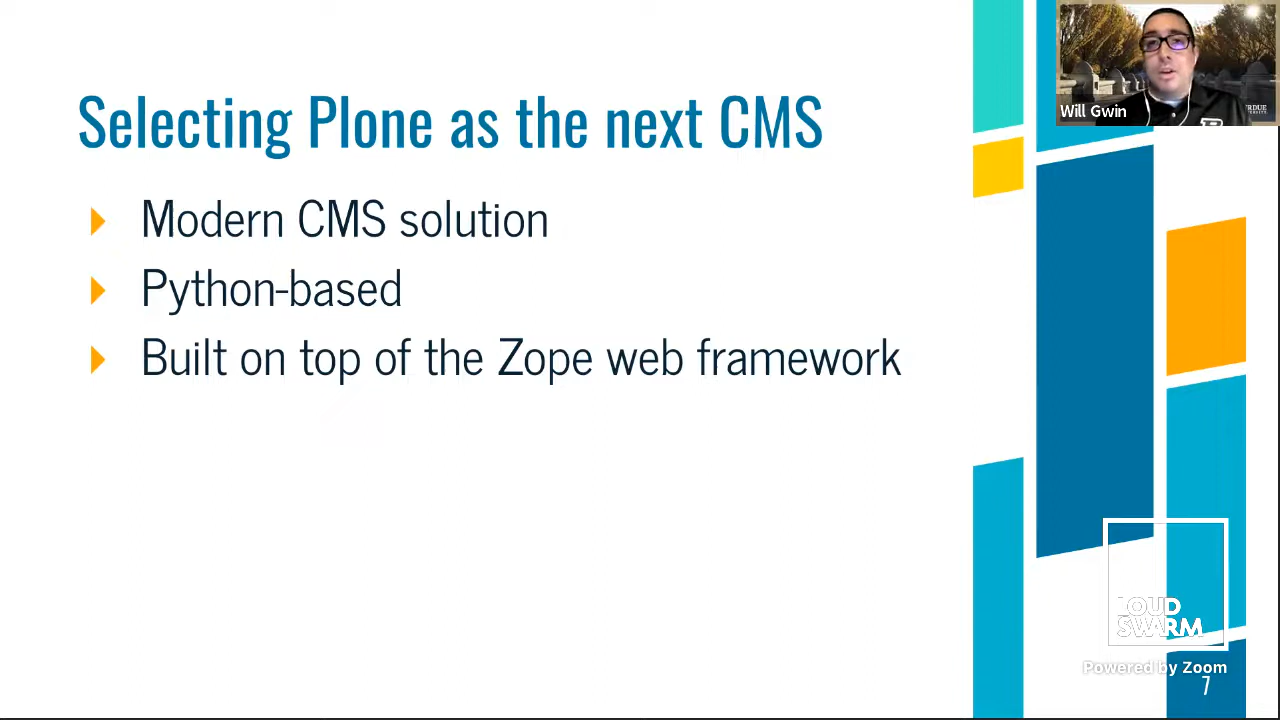 Selecting Plone as the next CMS
Modern CMS solution
Python-based
Built on top of the Zope web framework
Will Gwin
LOUD
SWARM
Powered by Zoom
7